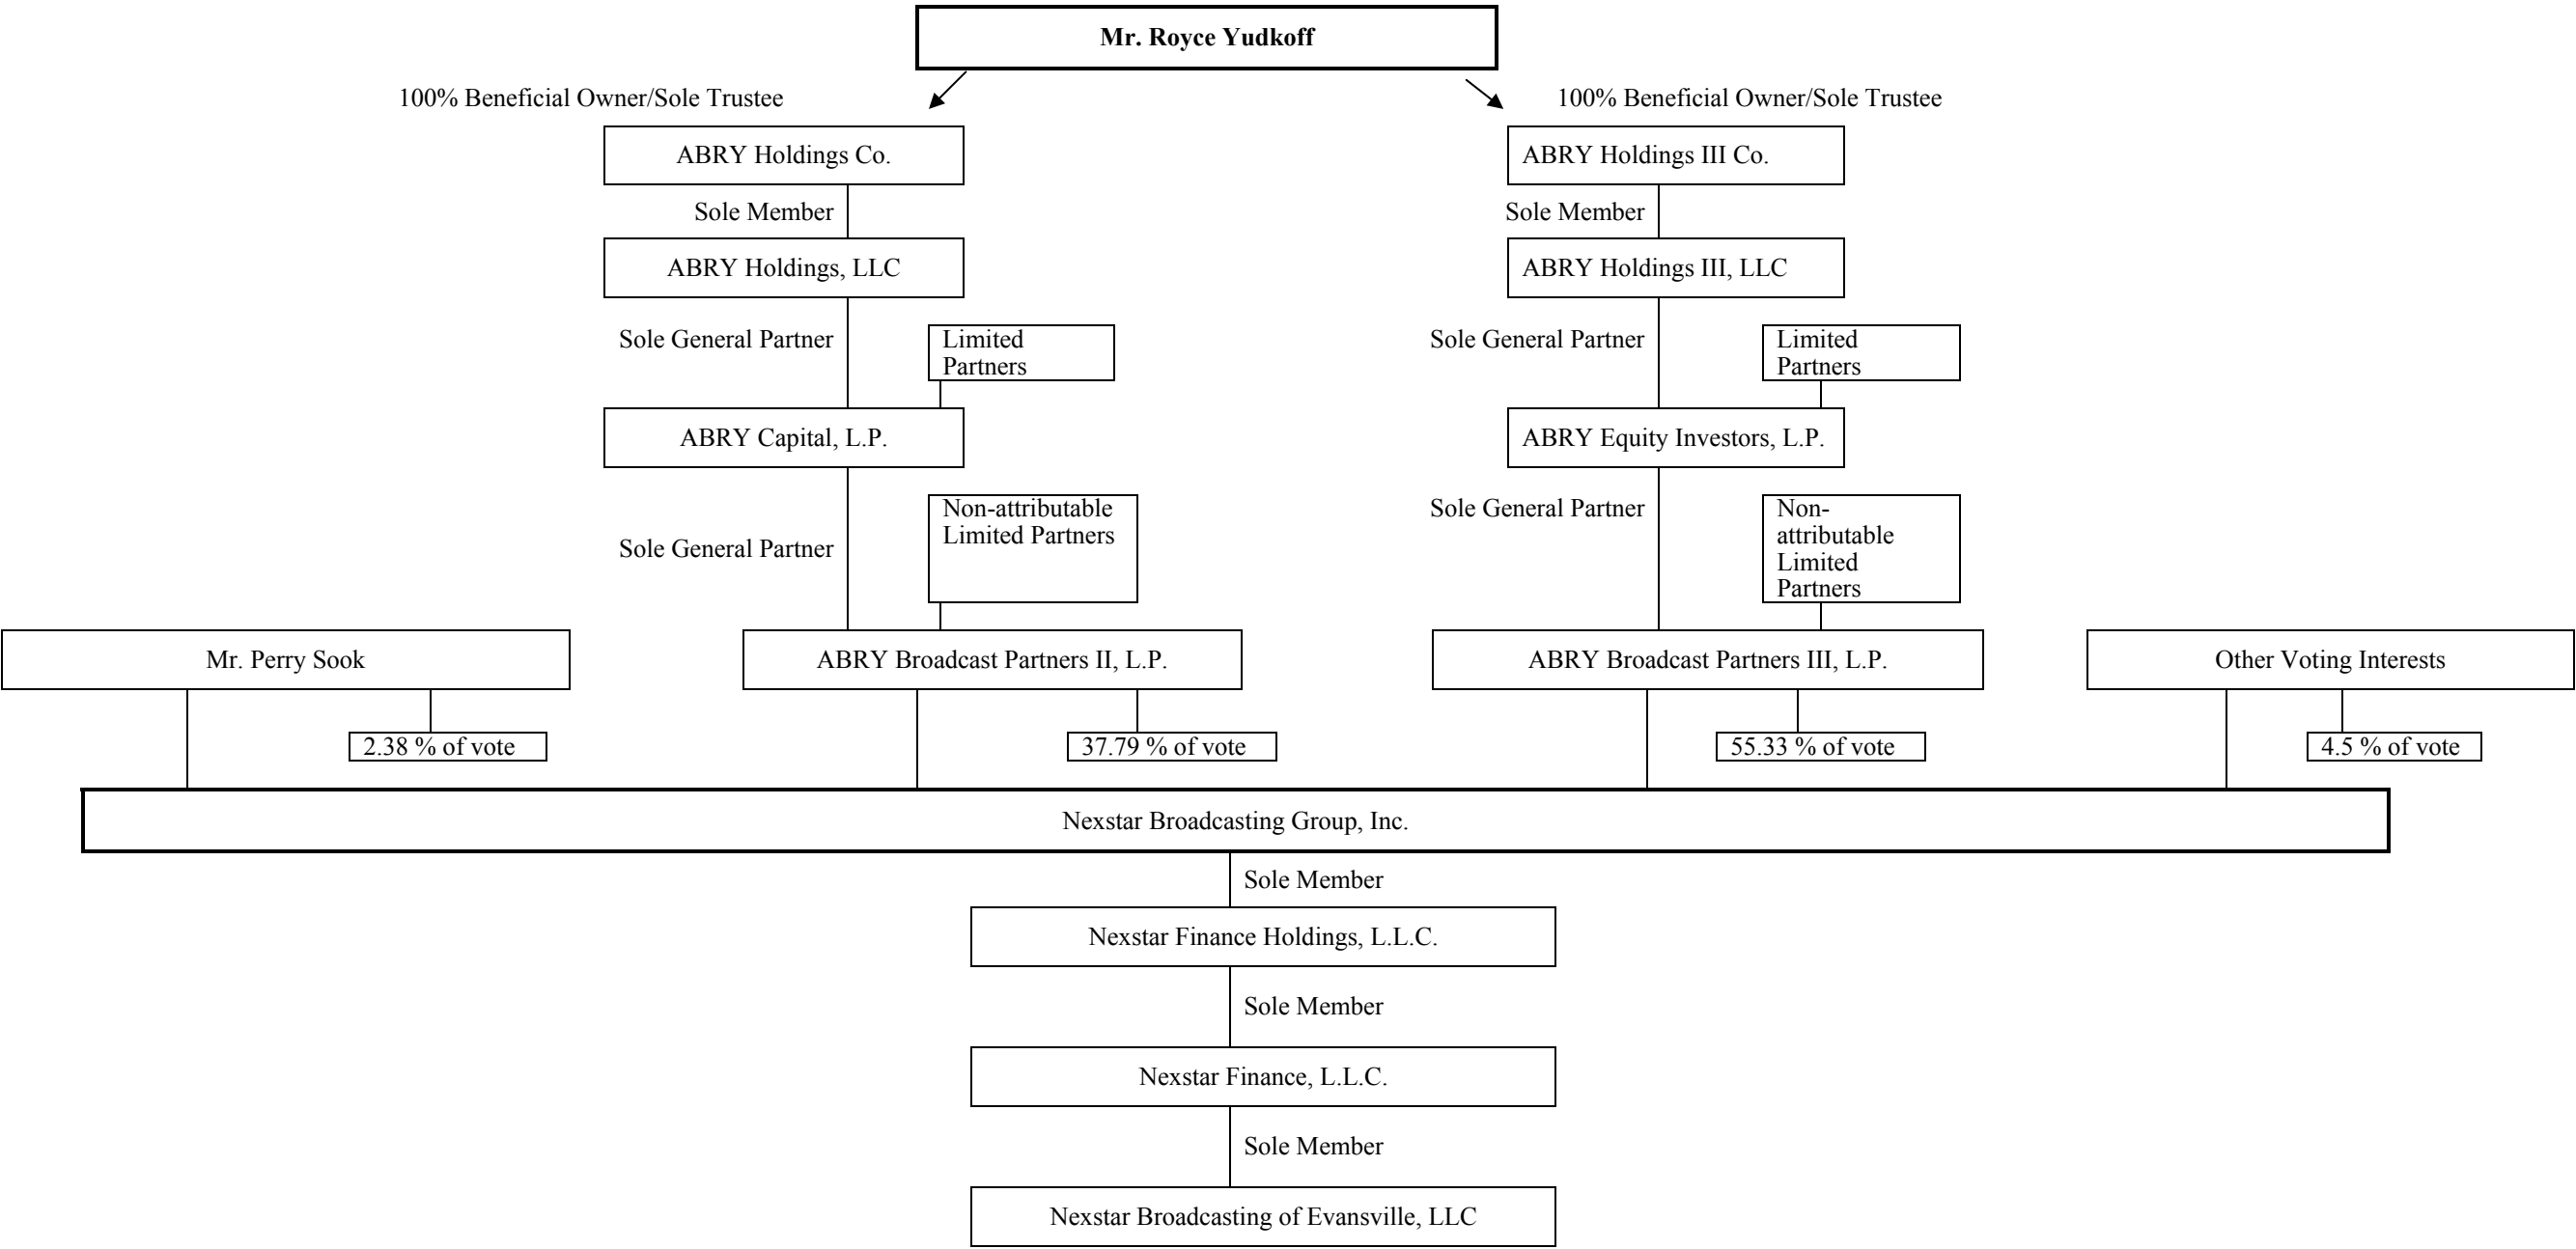 Mr. Royce Yudkoff
100% Beneficial Owner/Sole Trustee
100% Beneficial Owner/Sole Trustee
ABRY Holdings Co.
ABRY Holdings III Co.
Sole Member
Sole Member
ABRY Holdings, LLC
ABRY Holdings III, LLC
Sole General Partner
Limited
Partners
Sole General Partner
Limited
Partners
ABRY Capital, L.P.
ABRY Equity Investors, L.P.
Sole General Partner
Non-attributable
Limited Partners
Sole General Partner
Non-
attributable
Limited
Partners
Mr. Perry Sook
ABRY Broadcast Partners II, L.P.
ABRY Broadcast Partners III, L.P.
Other Voting Interests
2.38 % of vote
37.79 % of vote
55.33 % of vote
4.5 % of vote
Nexstar Broadcasting Group, Inc.
Sole Member
Nexstar Finance Holdings, L.L.C.
Sole Member
Nexstar Finance, L.L.C.
Sole Member
Nexstar Broadcasting of Evansville, LLC